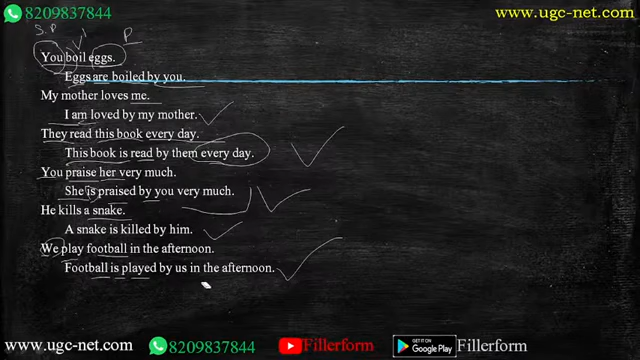 8209837844
www.ugc-net.com
S.P
V1
P
You boil eggs.
Eggs are boiled by you.
My mother loves me.
I am loved by my mother.
They read this book every day.
This book is read by them every day.
You praise her very much.
She is praised by you very much.
He kills a snake.
A snake is killed by him.
We play football in the afternoon.
Football is played by us in the afternoon.
www.ugc-net.com
8209837844
Fillerform
GET IT ON
Google Play
Fillerform